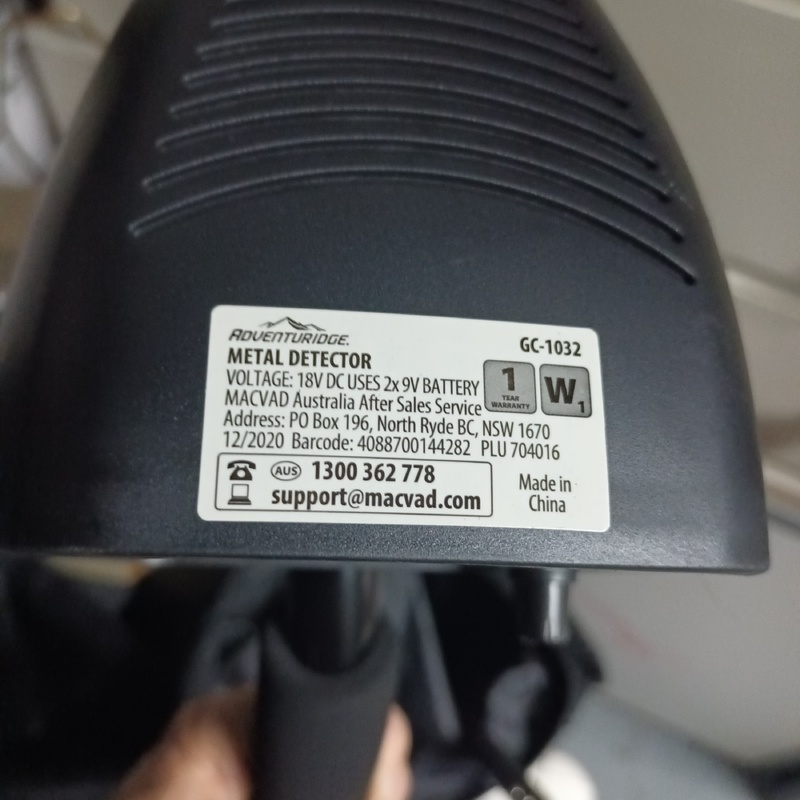 ADVENTURIDGE.
GC-1032
METAL DETECTOR
VOLTAGE: 18V DC USES 2x 9V BATTERY
1
YEAR
WARRANTY
W1
MACVAD Australia After Sales Service
Address: PO Box 196, North Ryde BC, NSW 1670
12/2020 Barcode: 4088700144282 PLU 704016
AUS 1300 362 778
support@macvad.com
Made in
China